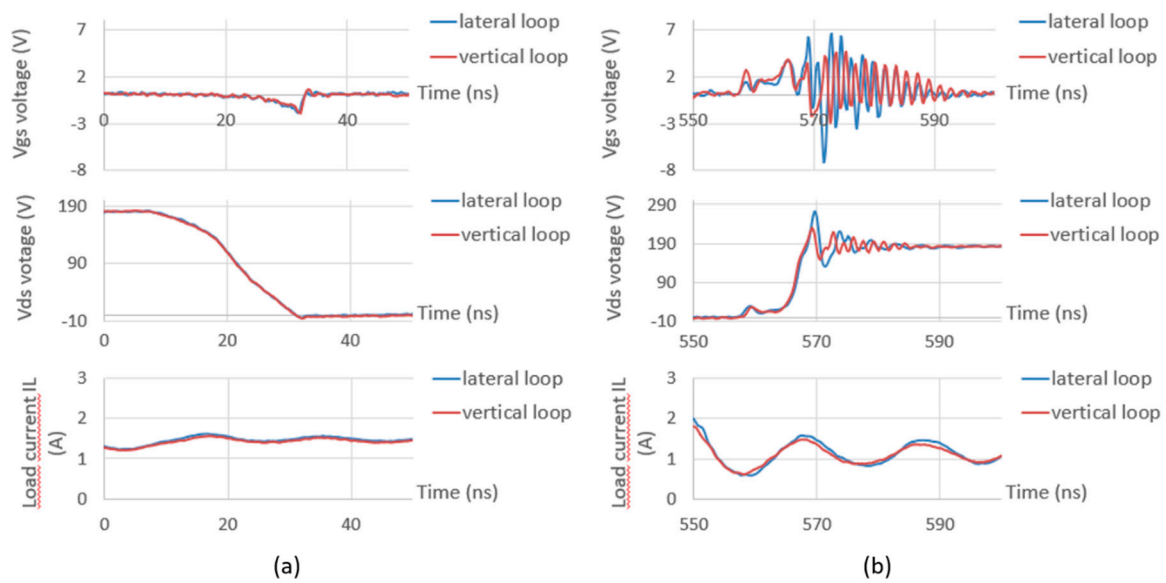 7
2
-3
-8
Vgs voltage (V)
0
20
40
Time (ns)
lateral loop
vertical loop
7
2
-3
-8
Vgs voltage (V)
550
570
590
Time (ns)
lateral loop
vertical loop
190
90
-10
Vds votage (V)
0
20
40
Time (ns)
lateral loop
vertical loop
290
190
90
-10
Vds votage (V)
550
570
590
Time (ns)
lateral loop
vertical loop
3
2
1
0
Load current IL
(A)
0
20
40
Time (ns)
lateral loop
vertical loop
3
2
1
0
Load current IL
(A)
550
570
590
Time (ns)
lateral loop
vertical loop
(a)
(b)